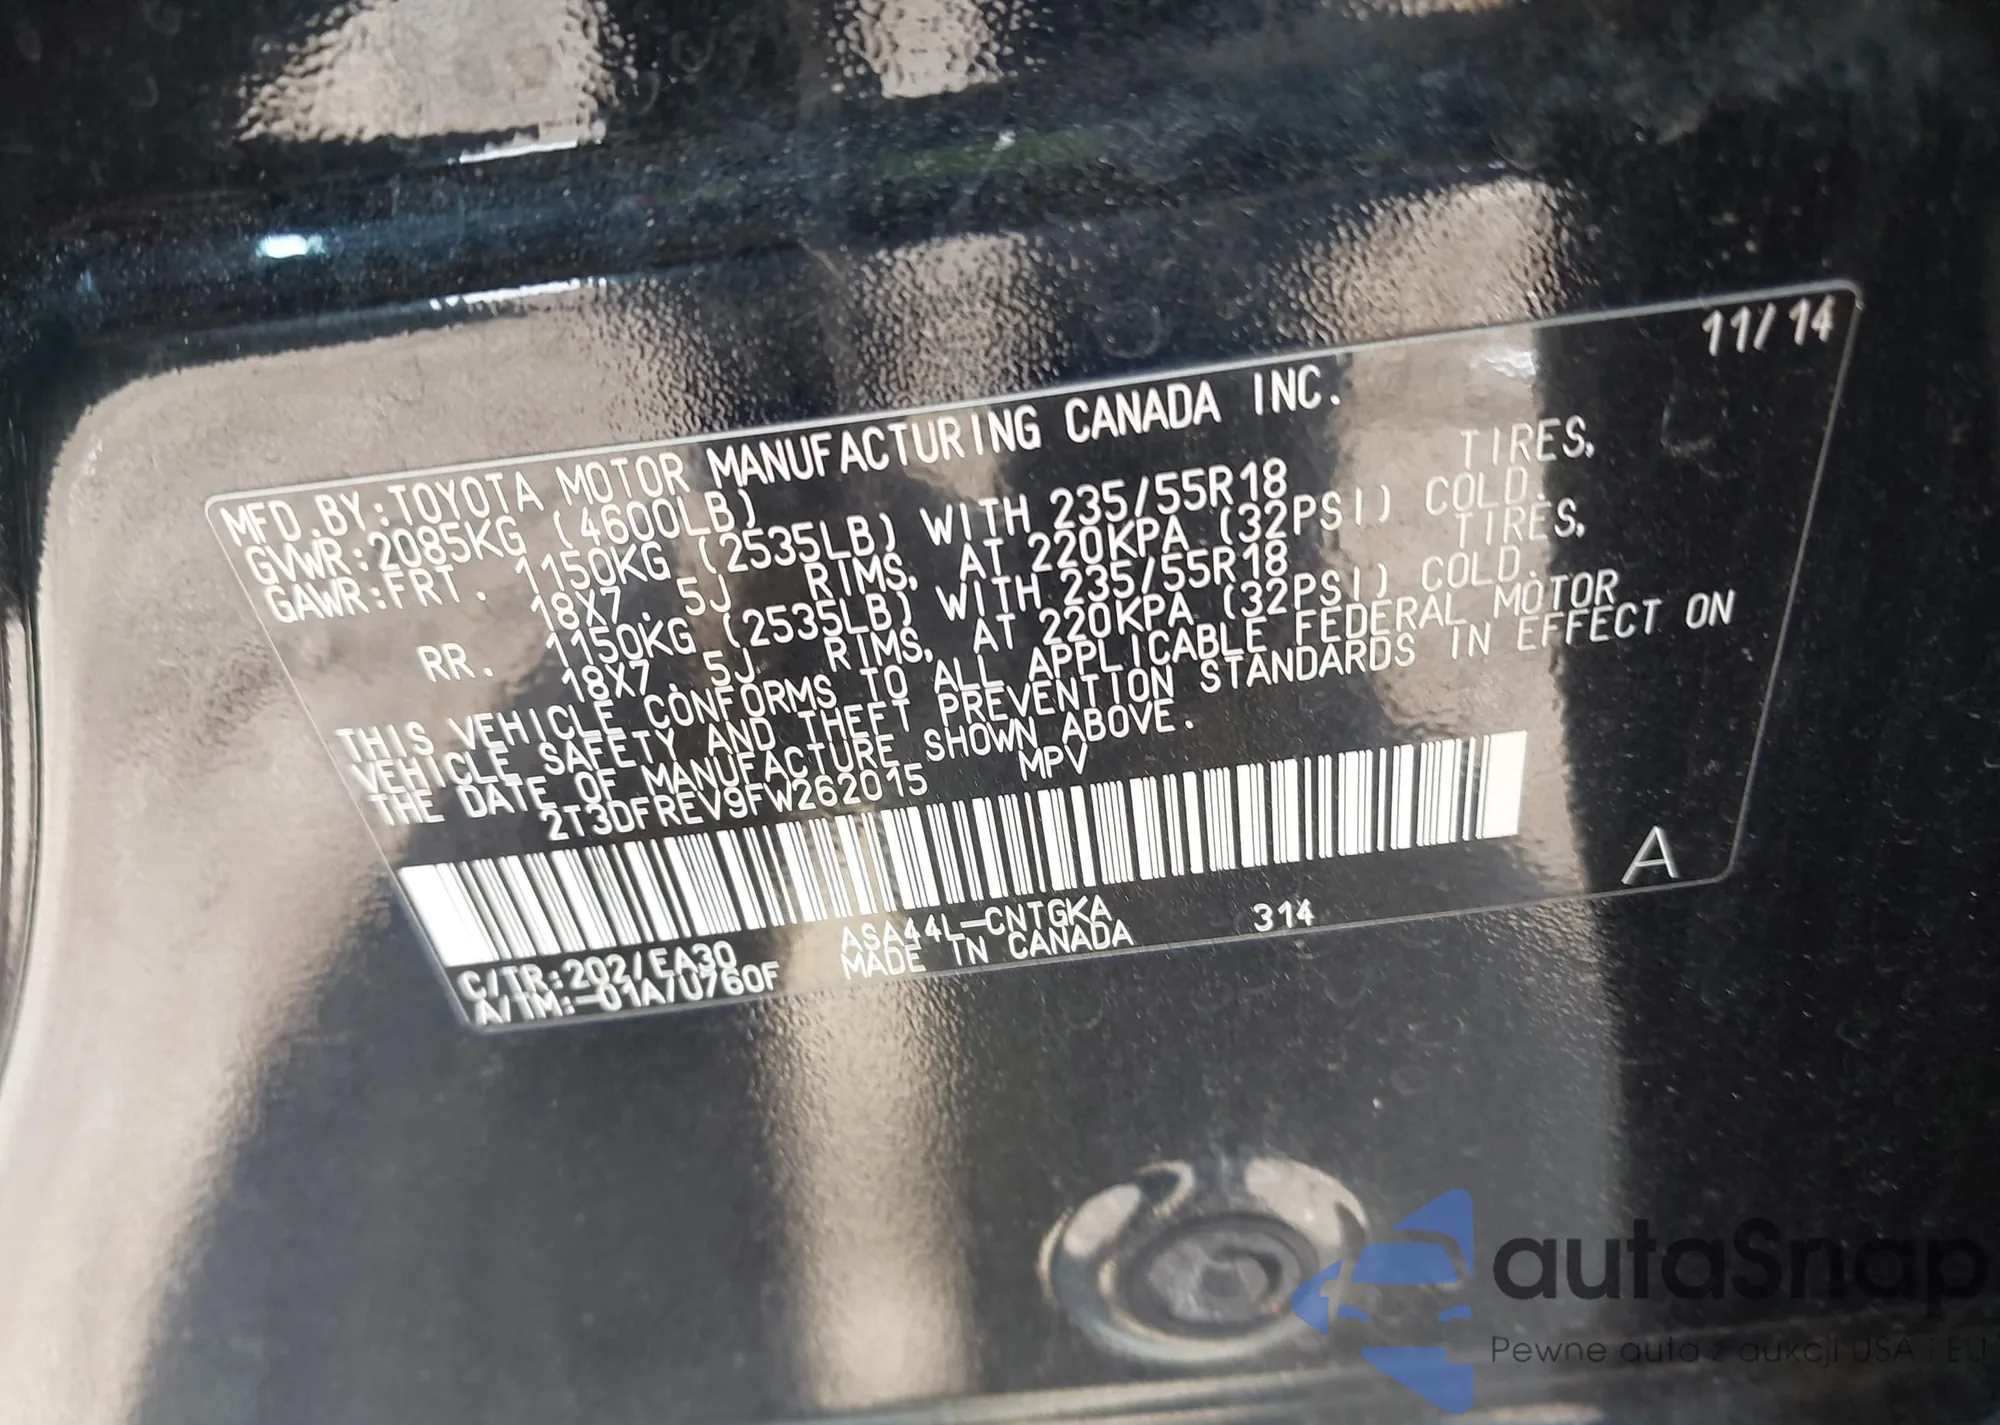 11/14
MFD.BY:TOYOTA MOTOR MANUFACTURING CANADA INC.
GVWR:2085KG (4600LB)
GAWR:FRT. 1150KG (2535LB) WITH 235/55R18 TIRES,
18X7.5J RIMS, AT 220KPA (32PSI) COLD.
RR. 1150KG (2535LB) WITH 235/55R18 TIRES,
18X7.5J RIMS, AT 220KPA (32PSI) COLD.
THIS VEHICLE CONFORMS TO ALL APPLICABLE FEDERAL MOTOR
VEHICLE SAFETY AND THEFT PREVENTION STANDARDS IN EFFECT ON
THE DATE OF MANUFACTURE SHOWN ABOVE.
2T3DFREV9FW262015 MPV
A
C/TR:202/EA30 ASA44L-CNTGKA 314
A/TM:-01A/U760F MADE IN CANADA
autaSnap
Pewne auta z aukcji USA i EU